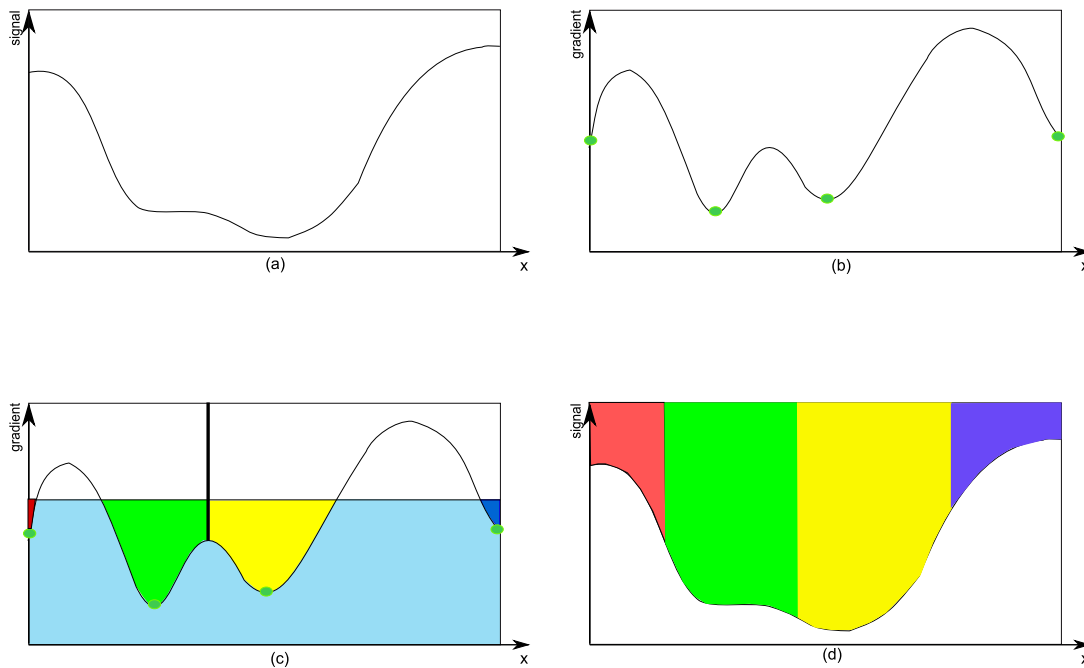 signal
x
(a)
gradient
x
(b)
gradient
x
(c)
signal
x
(d)